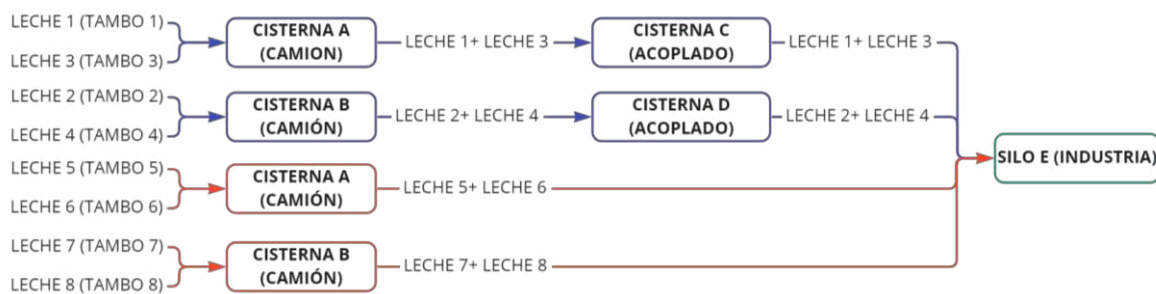 LECHE 1 (TAMBO 1)
LECHE 3 (TAMBO 3)
CISTERNA A
(CAMION)
LECHE 1+ LECHE 3
CISTERNA C
(ACOPLADO)
LECHE 1+ LECHE 3
LECHE 2 (TAMBO 2)
LECHE 4 (TAMBO 4)
CISTERNA B
(CAMIÓN)
LECHE 2+ LECHE 4
CISTERNA D
(ACOPLADO)
LECHE 2+ LECHE 4
LECHE 5 (TAMBO 5)
LECHE 6 (TAMBO 6)
CISTERNA A
(CAMIÓN)
LECHE 5+ LECHE 6
LECHE 7 (TAMBO 7)
LECHE 8 (TAMBO 8)
CISTERNA B
(CAMIÓN)
LECHE 7+ LECHE 8
SILO E (INDUSTRIA)